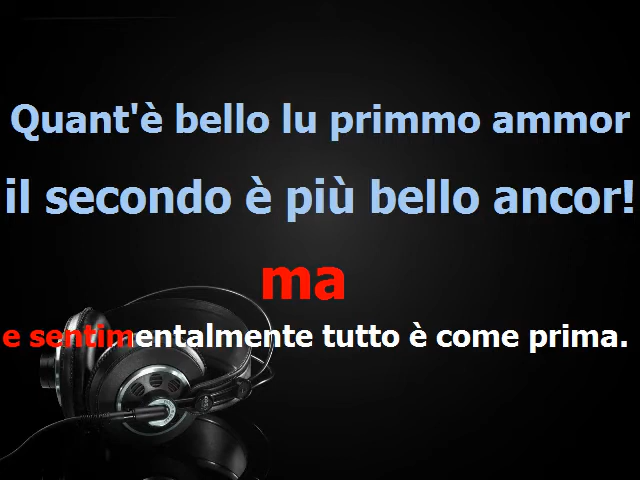 Quant'è bello lu primmo ammor
il secondo è più bello ancor!
ma
e sentimentalmente tutto è come prima.